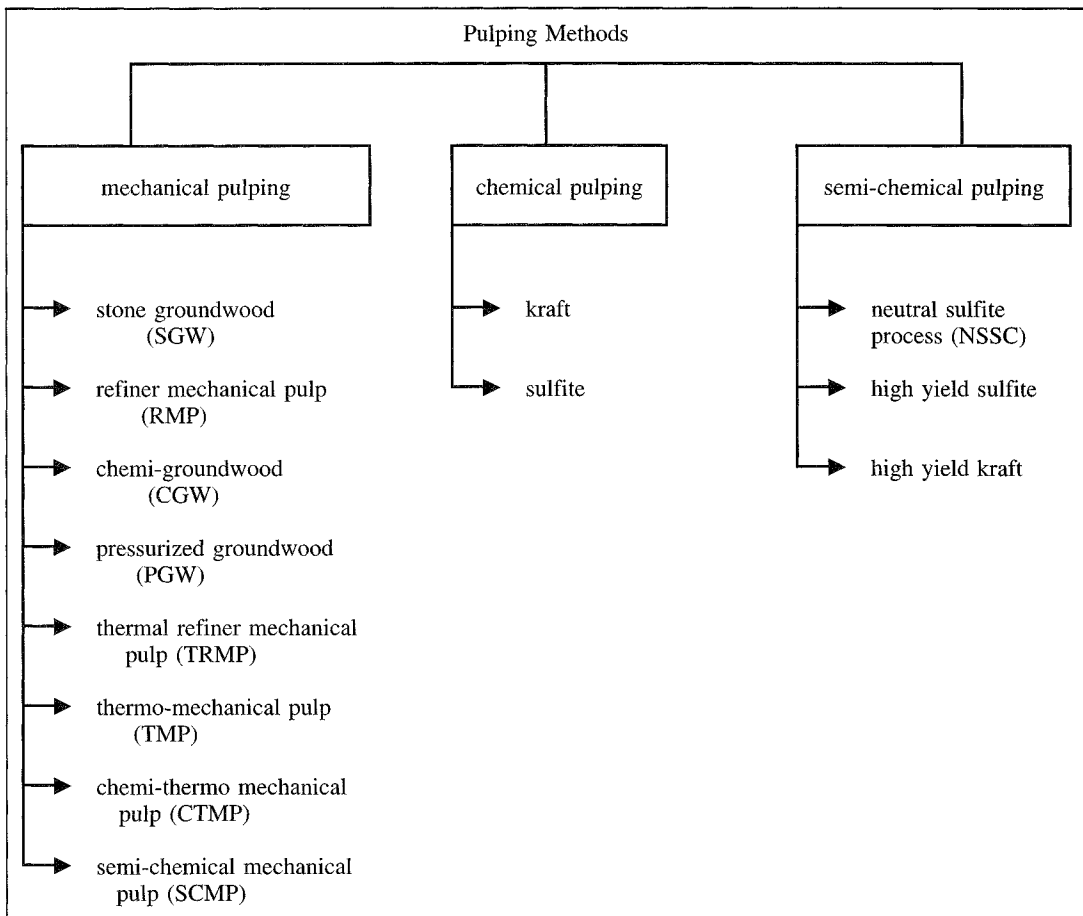 Pulping Methods
mechanical pulping
stone groundwood
(SGW)
refiner mechanical pulp
(RMP)
chemi-groundwood
(CGW)
pressurized groundwood
(PGW)
thermal refiner mechanical
pulp (TRMP)
thermo-mechanical pulp
(TMP)
chemi-thermo mechanical
pulp (CTMP)
semi-chemical mechanical
pulp (SCMP)
chemical pulping
kraft
sulfite
semi-chemical pulping
neutral sulfite
process (NSSC)
high yield sulfite
high yield kraft